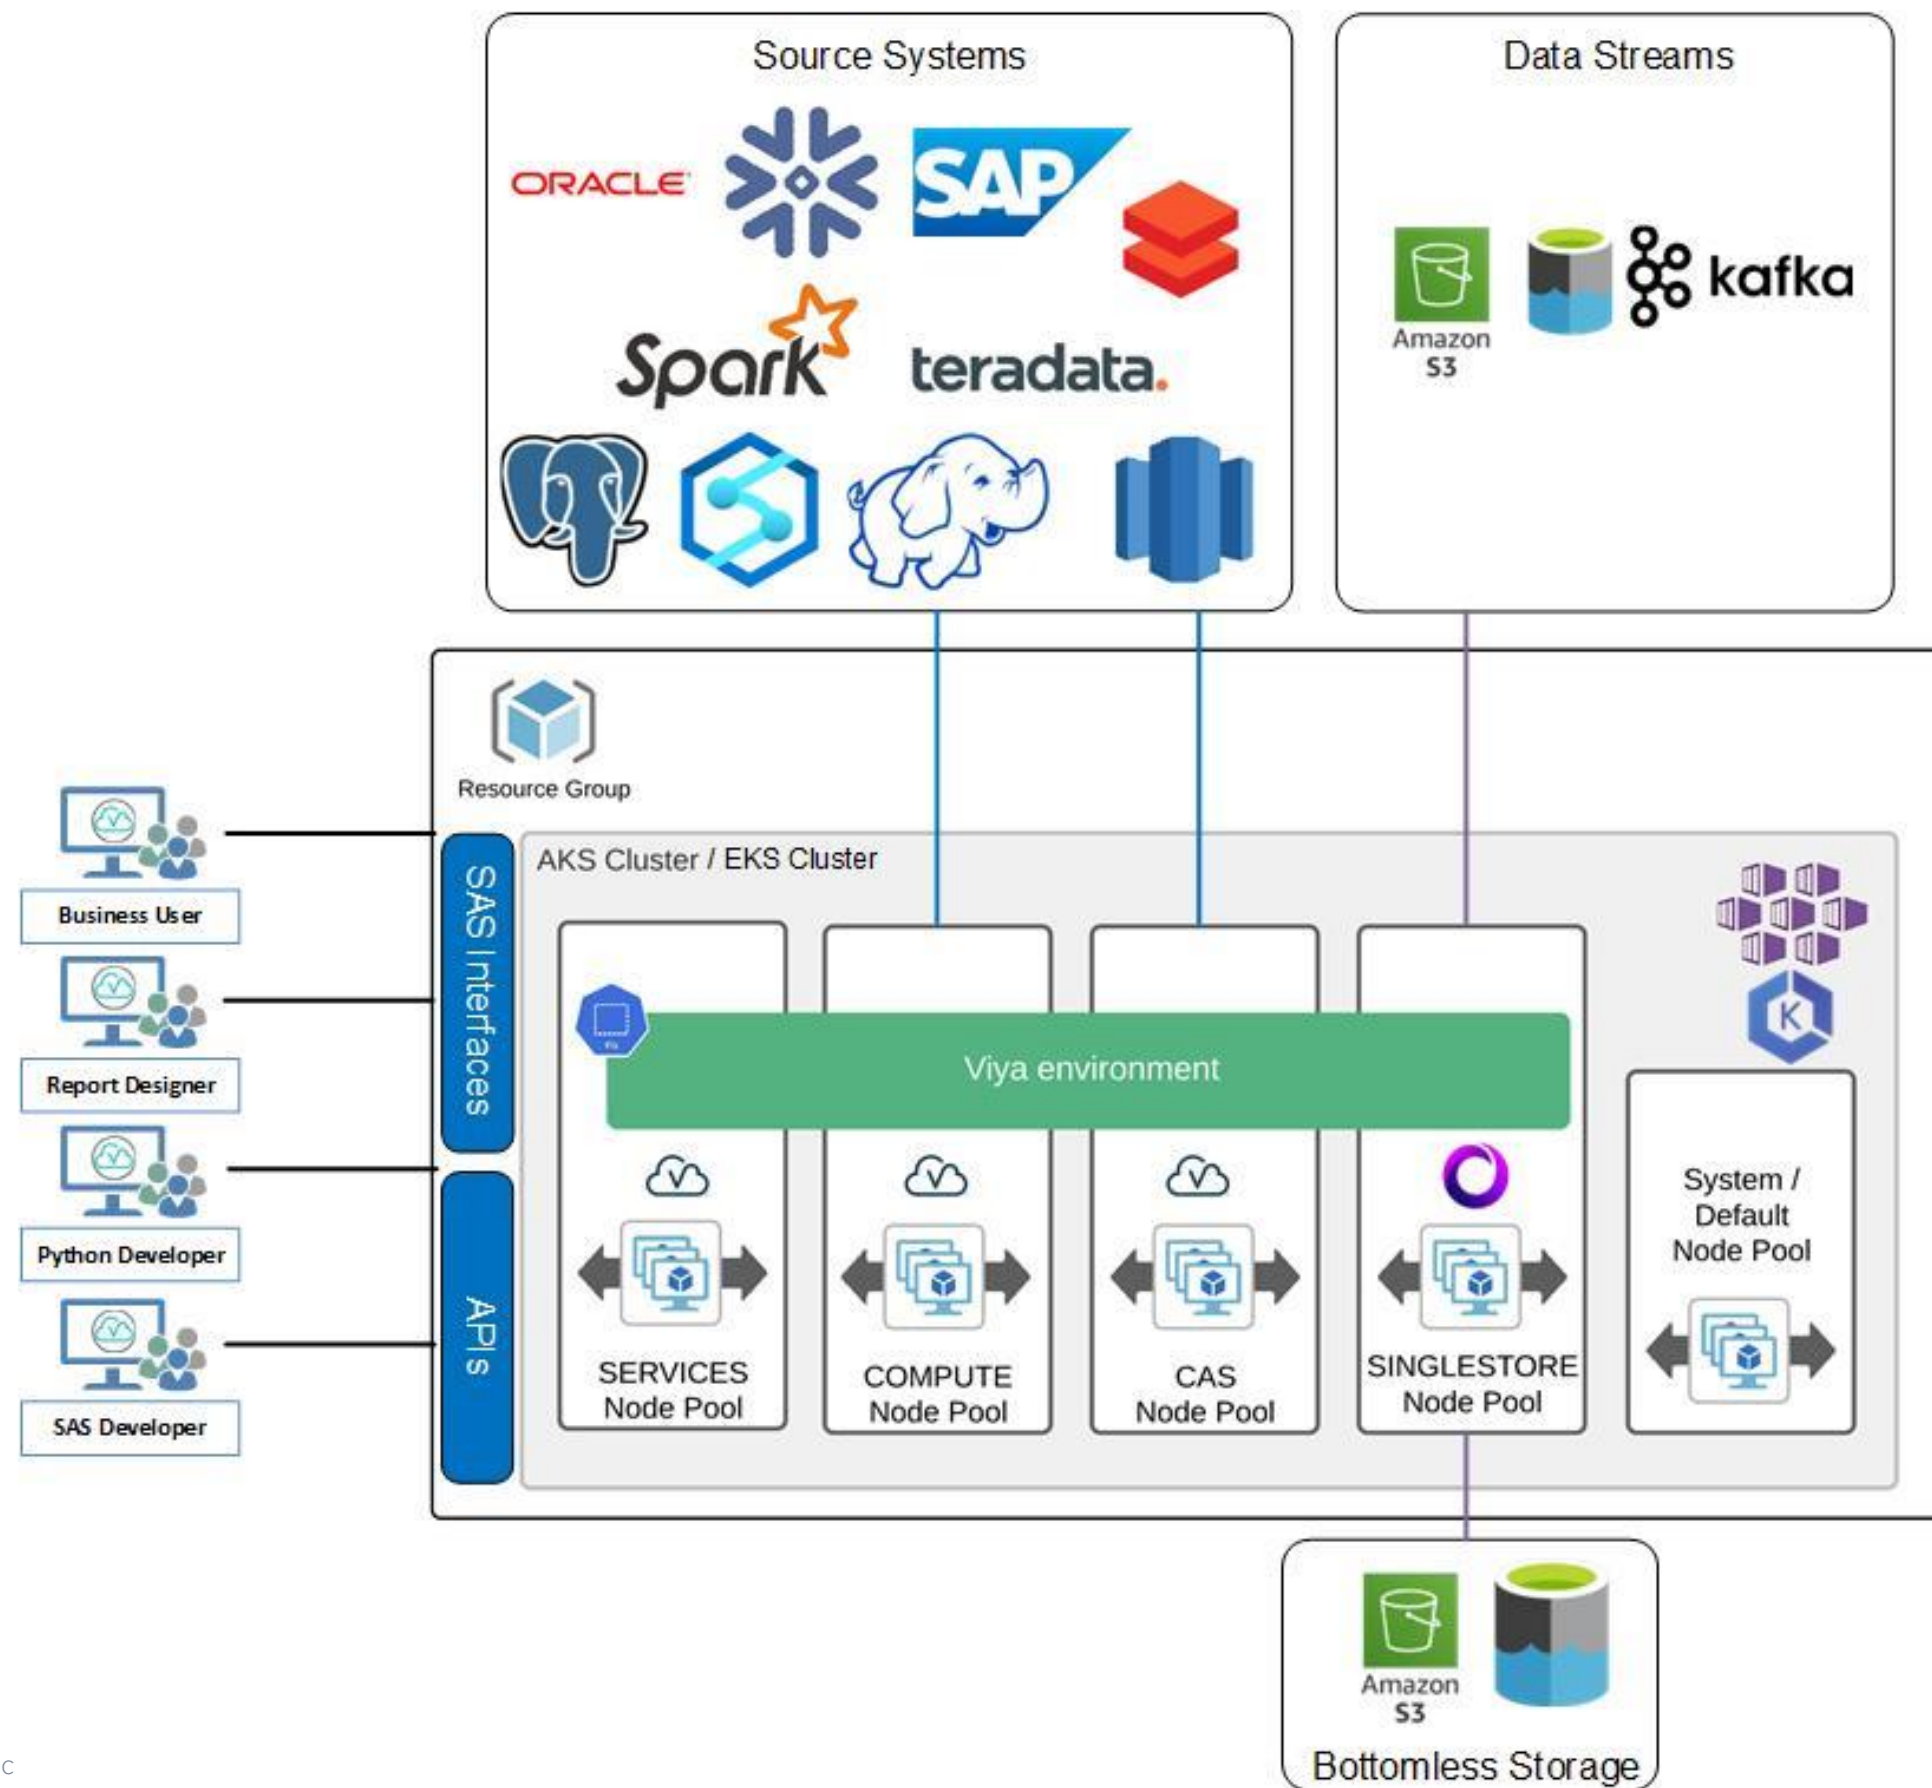 Source Systems
ORACLE
SAP
Spark
teradata.
Data Streams
Amazon
S3
kafka
Resource Group
Business User
Report Designer
Python Developer
SAS Developer
SAS Interfaces
APIs
AKS Cluster / EKS Cluster
Viya environment
K
SERVICES
Node Pool
COMPUTE
Node Pool
CAS
Node Pool
SINGLESTORE
Node Pool
System /
Default
Node Pool
Amazon
S3
Bottomless Storage
C